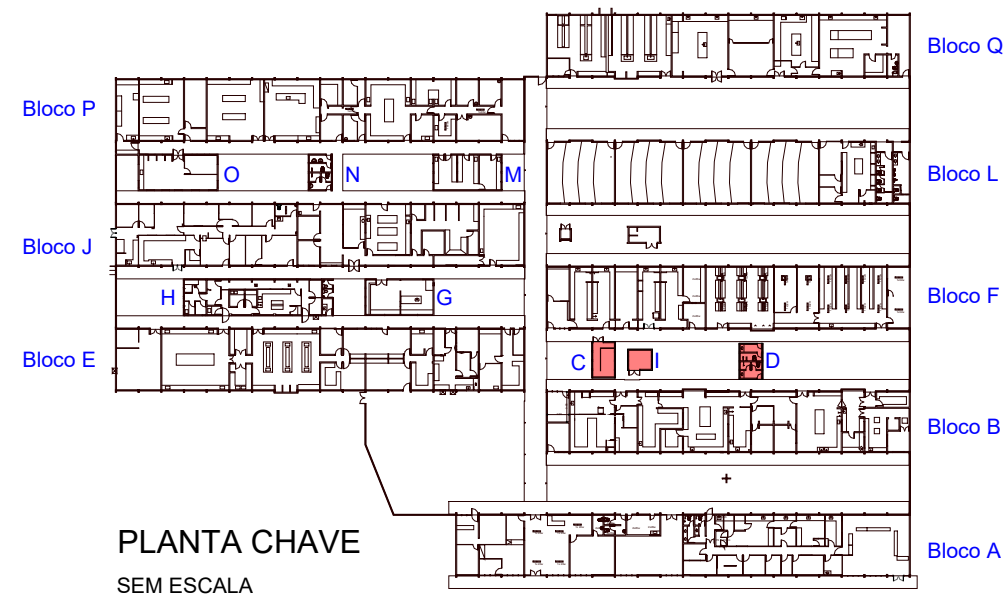 Bloco Q
Bloco P
O
N
M
Bloco L
Bloco J
H
G
Bloco F
Bloco E
C
I
D
Bloco B
PLANTA CHAVE
SEM ESCALA
Bloco A